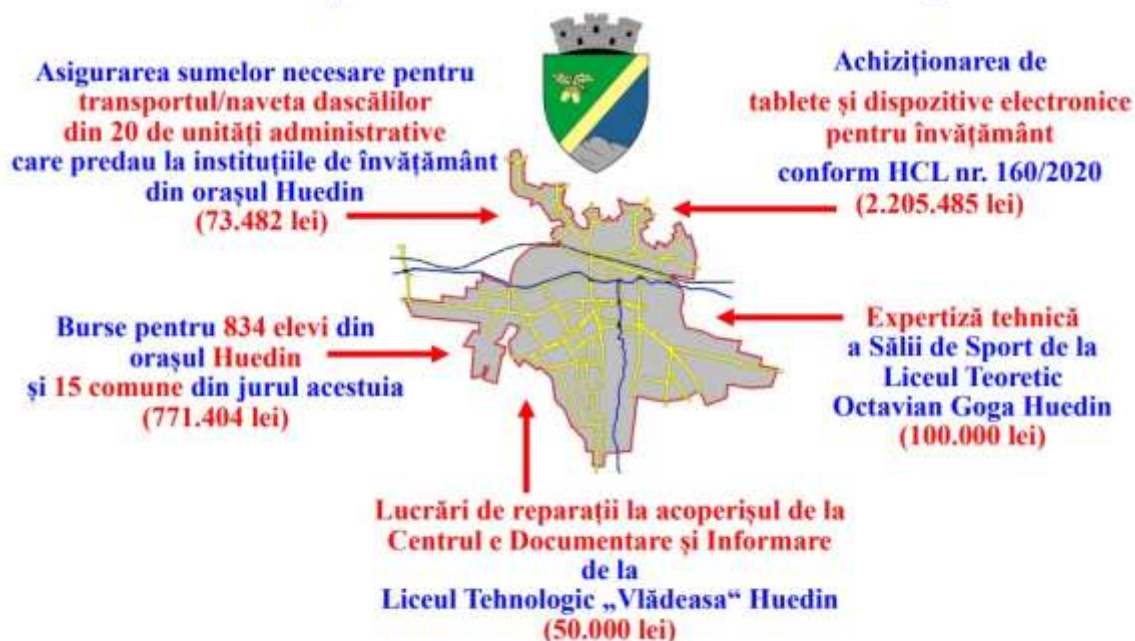 Asigurarea sumelor necesare pentru
transportul/naveta dascălilor
din 20 de unități administrative
care predau la instituțiile de învățământ
din orașul Huedin
(73.482 lei)
Achiziționarea de
tablete și dispozitive electronice
pentru învățământ
conform HCL nr. 160/2020
(2.205.485 lei)
Burse pentru 834 elevi din
orașul Huedin
și 15 comune din jurul acestuia
(771.404 lei)
Expertiză tehnică
a Sălii de Sport de la
Liceul Teoretic
Octavian Goga Huedin
(100.000 lei)
Lucrări de reparații la acoperișul de la
Centrul e Documentare și Informare
de la
Liceul Tehnologic „Vlădeasa“ Huedin
(50.000 lei)